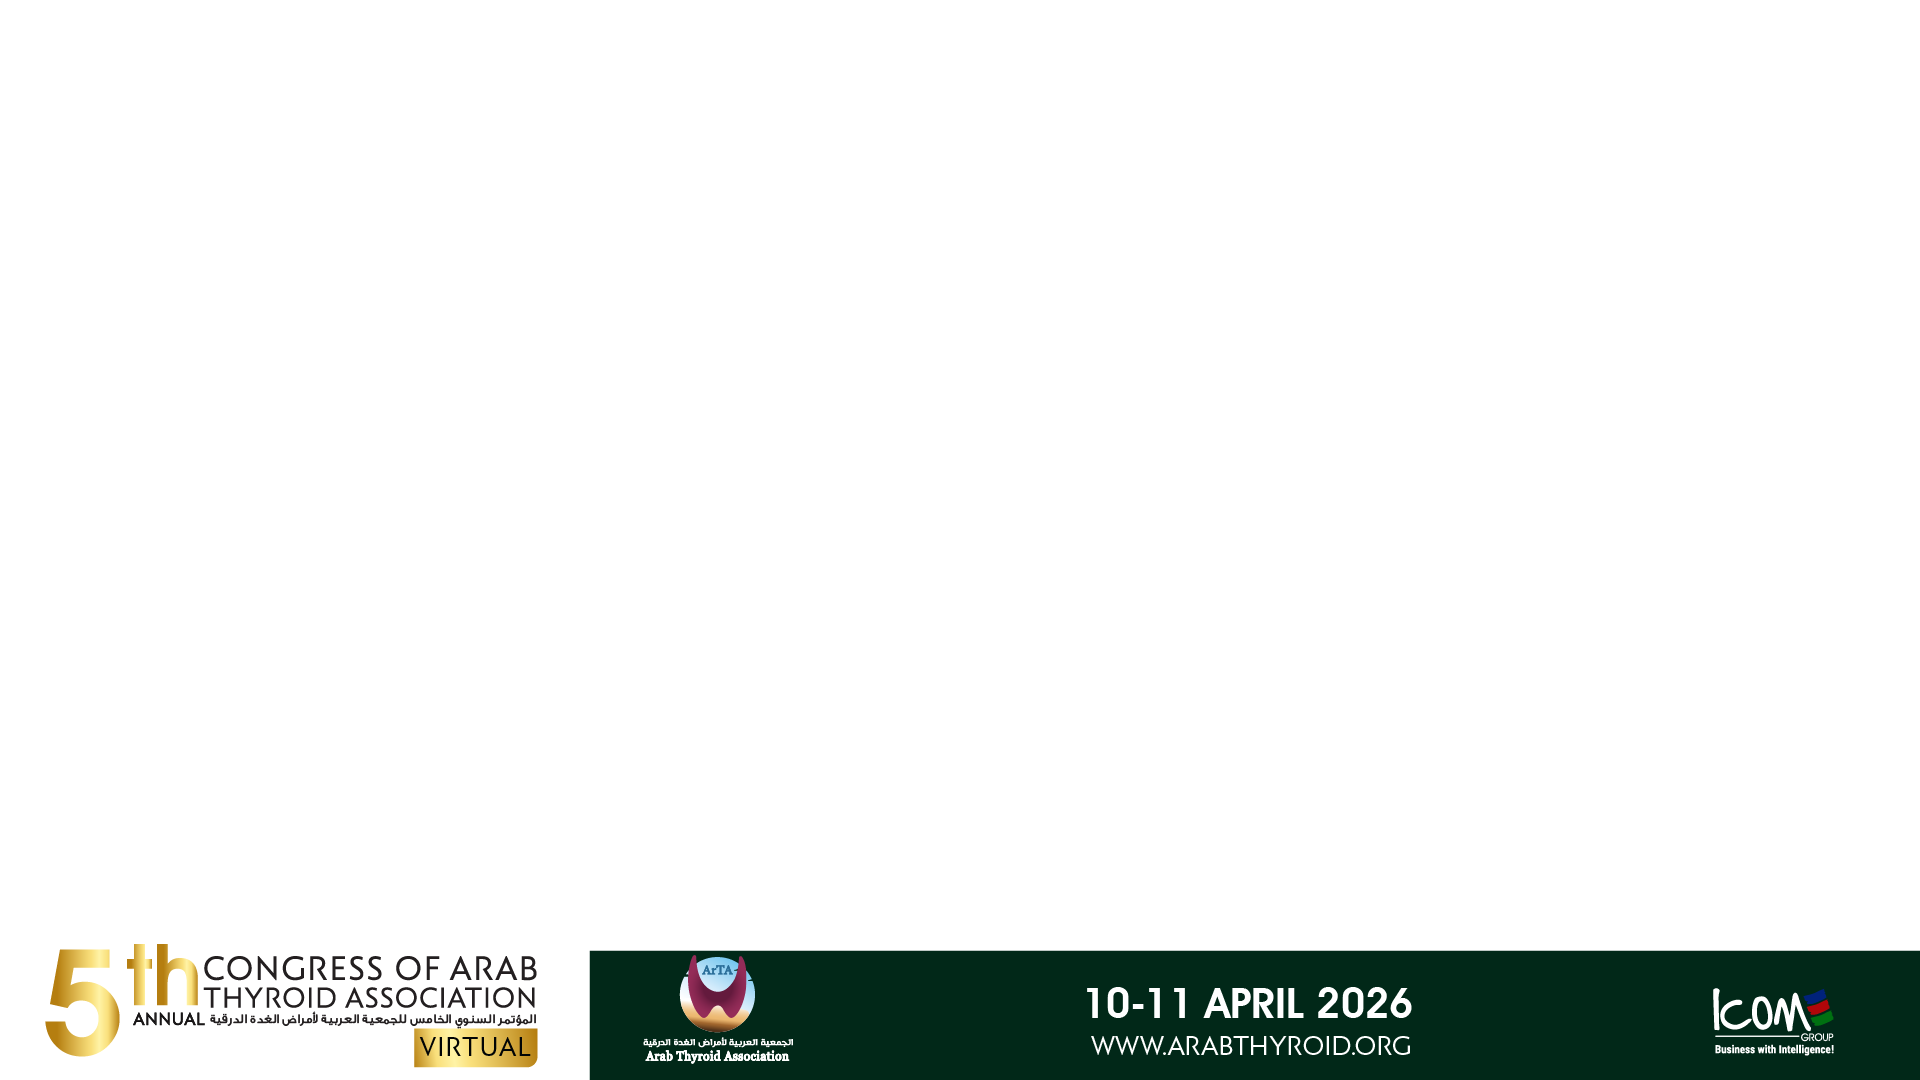 5th
CONGRESS OF ARAB
THYROID ASSOCIATION
ANNUAL المؤتمر السنوي الخامس للجمعية العربية لأمراض الغدة الدرقية
VIRTUAL
ArTA
الجمعية العربية لأمراض الغدة الدرقية
Arab Thyroid Association
10-11 APRIL 2026
WWW.ARABTHYROID.ORG
ICOM
GROUP
Business with Intelligence!